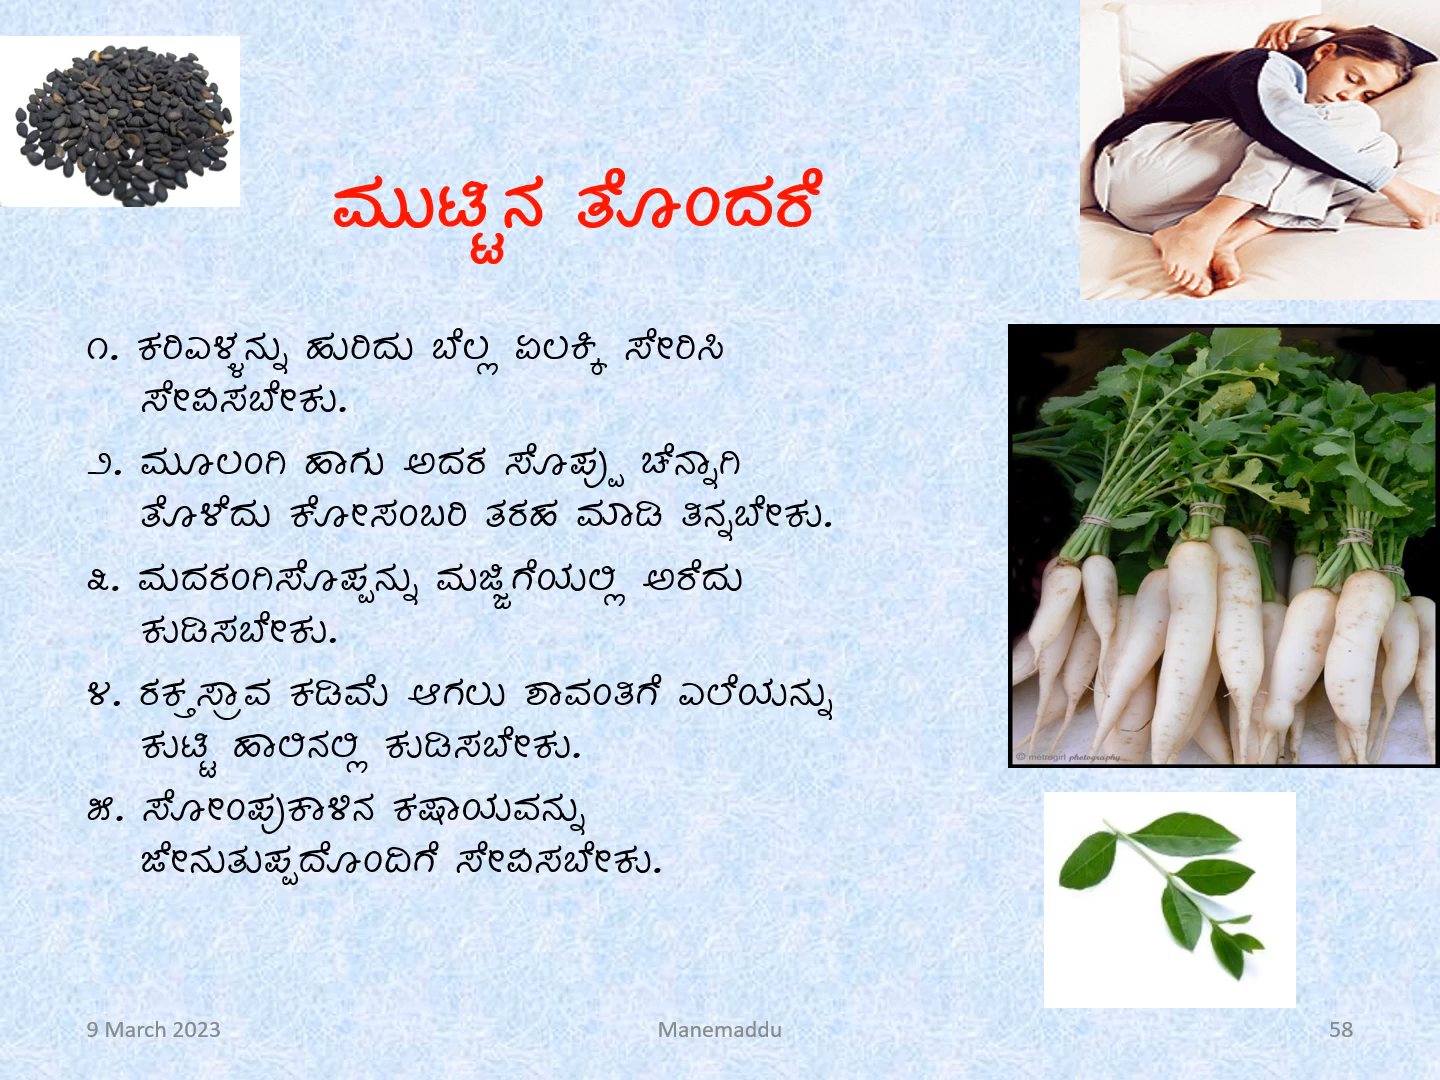 ಮುಟ್ಟಿನ ತೊಂದರೆ
೧. ಕರಿಎಳ್ಳನ್ನು ಹುರಿದು ಬೆಲ್ಲ ಏಲಕ್ಕಿ ಸೇರಿಸಿ
ಸೇವಿಸಬೇಕು.
೨. ಮೂಲಂಗಿ ಹಾಗು ಅದರ ಸೊಪ್ಪು ಚೆನ್ನಾಗಿ
ತೊಳೆದು ಕೋಸಂಬರಿ ತರಹ ಮಾಡಿ ತಿನ್ನಬೇಕು.
೩. ಮದರಂಗಿಸೊಪ್ಪನ್ನು ಮಜ್ಜಿಗೆಯಲ್ಲಿ ಅರೆದು
ಕುಡಿಸಬೇಕು.
೪. ರಕ್ತಸ್ರಾವ ಕಡಿಮೆ ಆಗಲು ಶಾವಂತಿಗೆ ಎಲೆಯನ್ನು
ಕುಟ್ಟಿ ಹಾಲಿನಲ್ಲಿ ಕುಡಿಸಬೇಕು.
© metrogirl photography
೫. ಸೋಂಪುಕಾಳಿನ ಕಷಾಯವನ್ನು
ಜೇನುತುಪ್ಪದೊಂದಿಗೆ ಸೇವಿಸಬೇಕು.
9 March 2023 Manemaddu 58